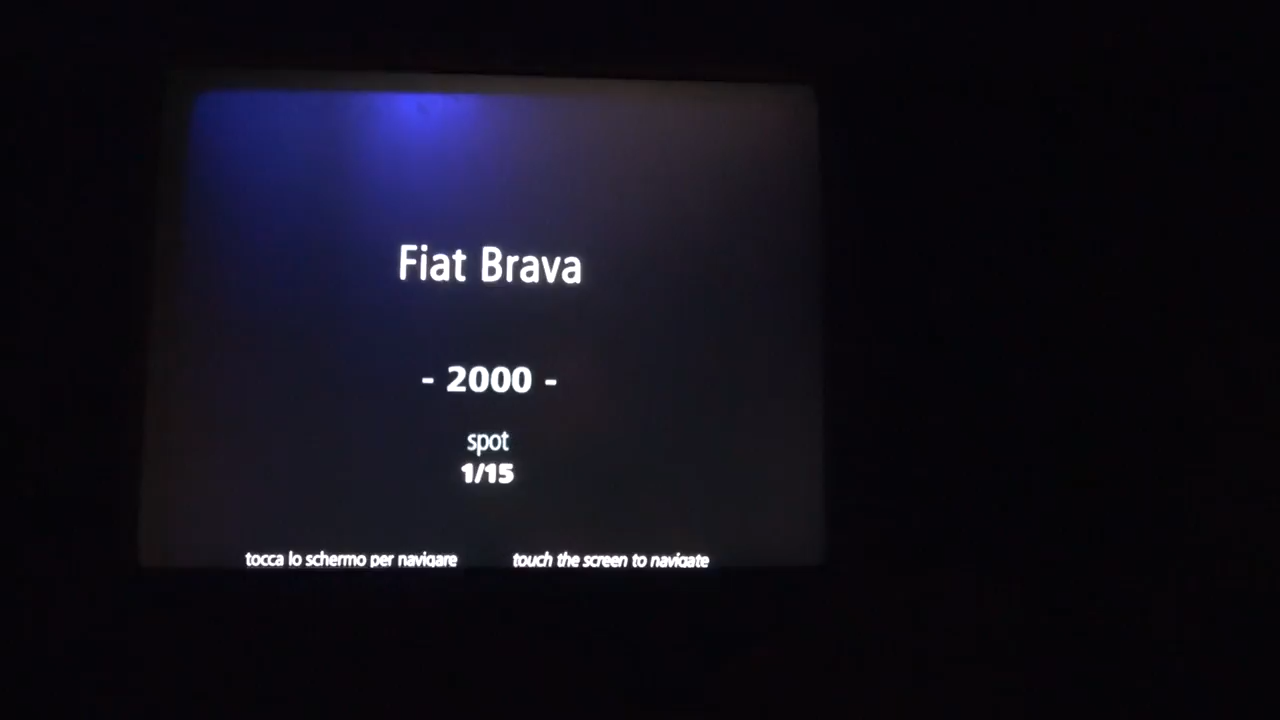 Fiat Brava
- 2000 -
spot
1/15
tocca lo schermo per navigare
touch the screen to navigate